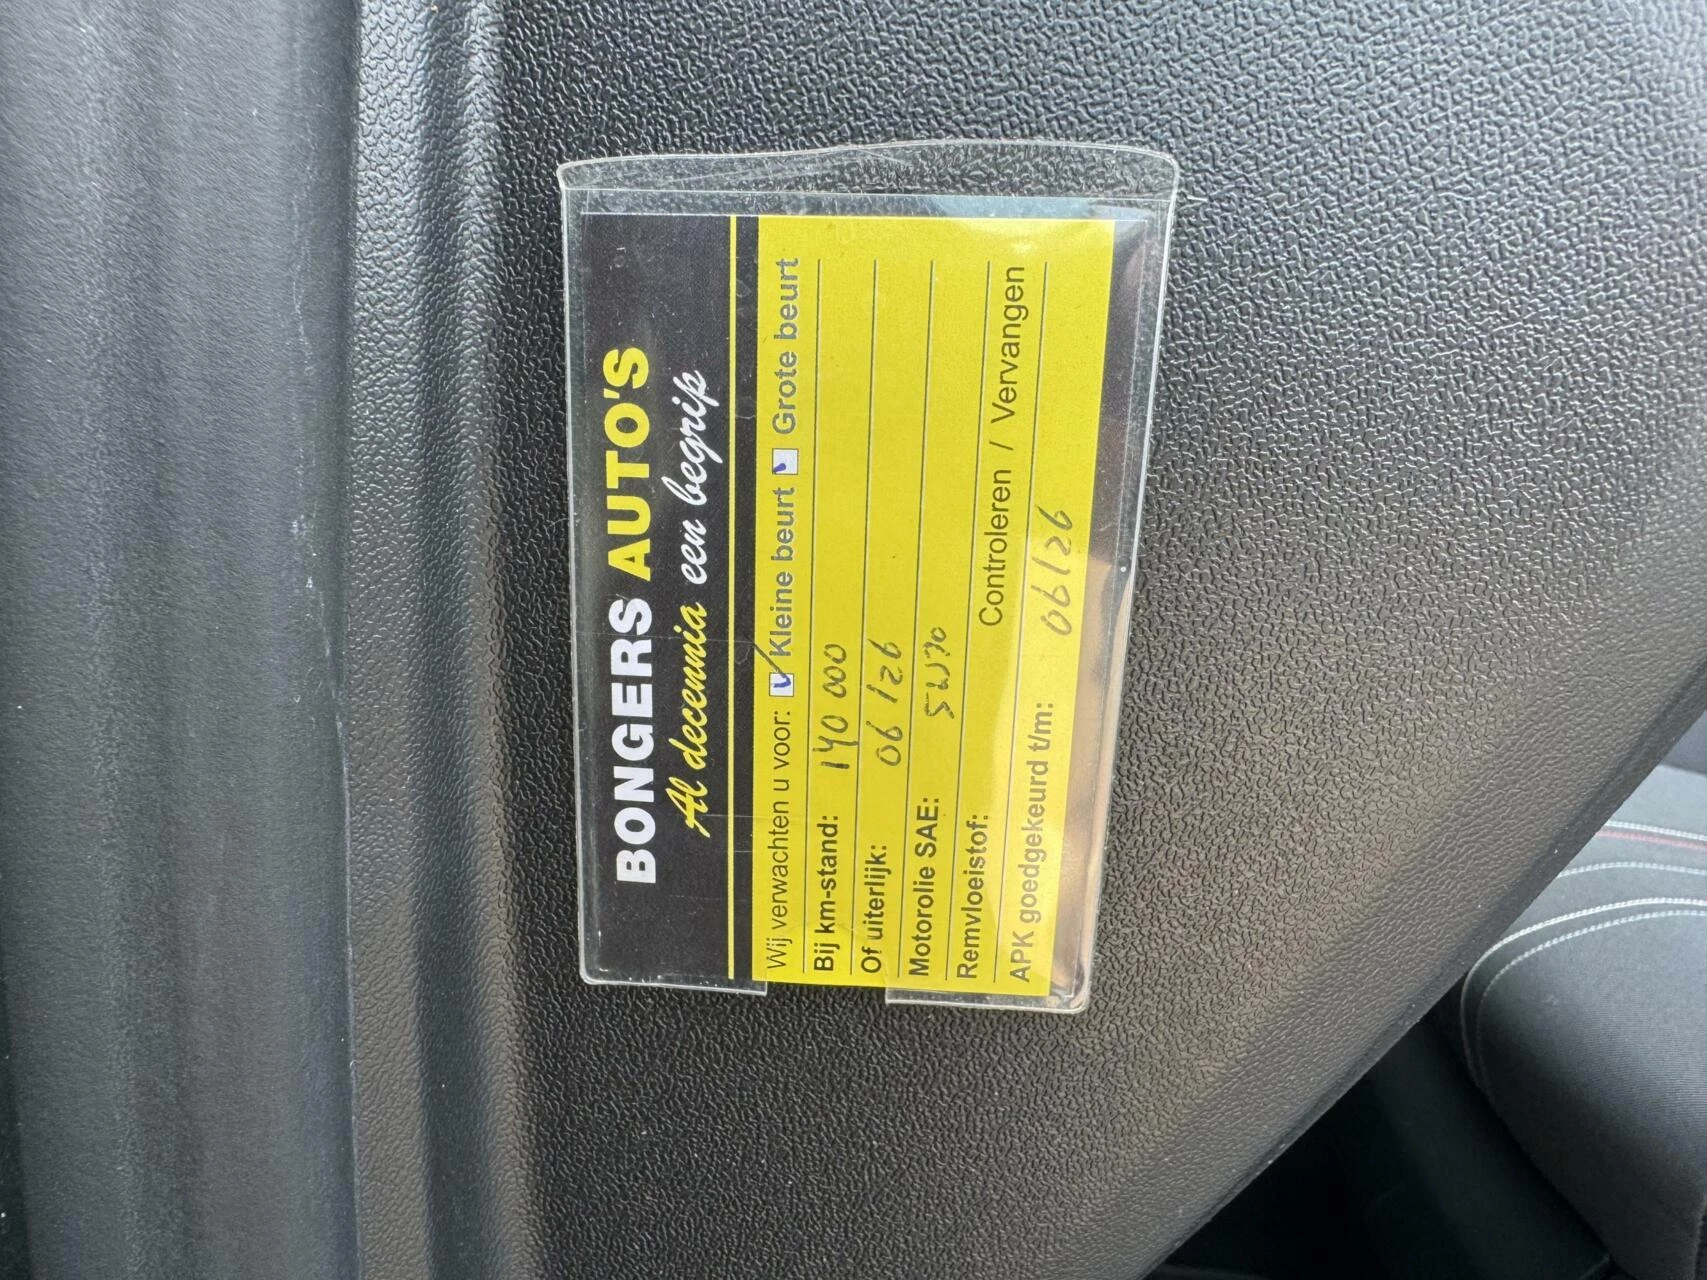 BONGERS AUTO'S
Al decennia een begrip
Wij verwachten u voor: Kleine beurt Grote beurt
Bij km-stand: 140 000
Of uiterlijk: 06/26
Motorolie SAE: 5W30
Remvloeistof: Controleren / Vervangen
APK goedgekeurd t/m: 06/26